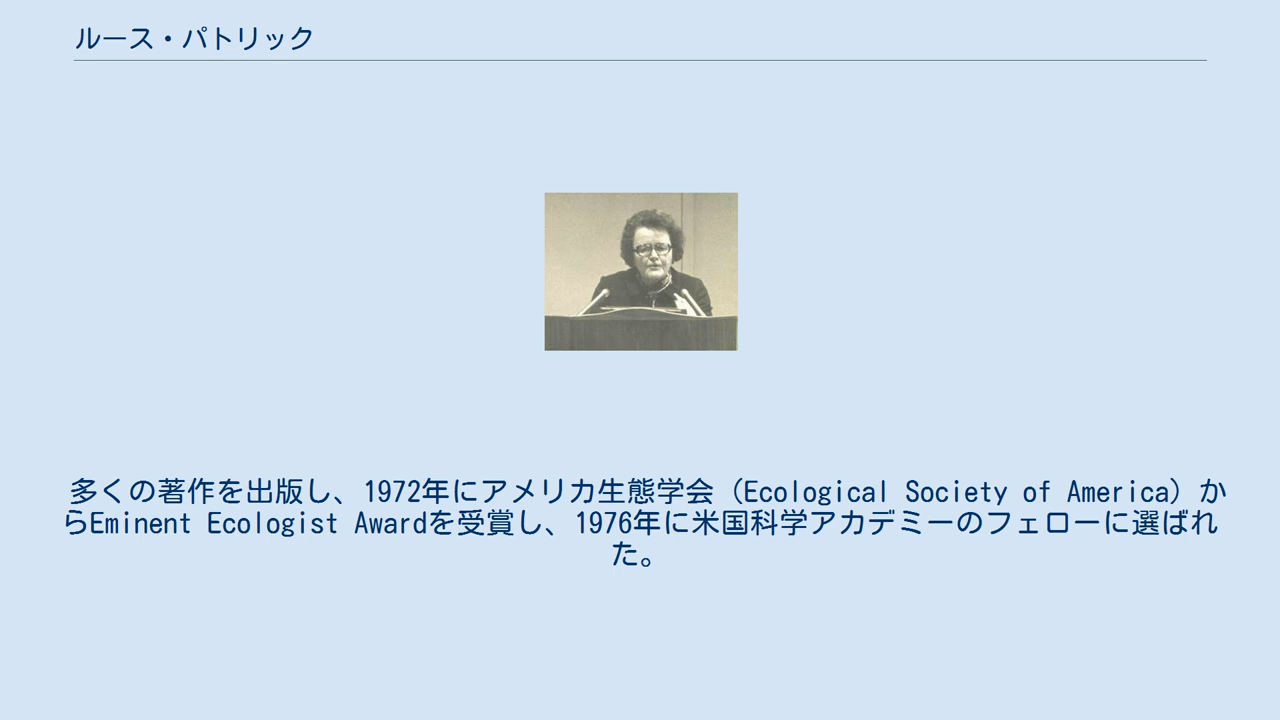 ルース・パトリック
多くの著作を出版し、1972年にアメリカ生態学会（Ecological Society of America）か
らEminent Ecologist Awardを受賞し、1976年に米国科学アカデミーのフェローに選ばれ
た。